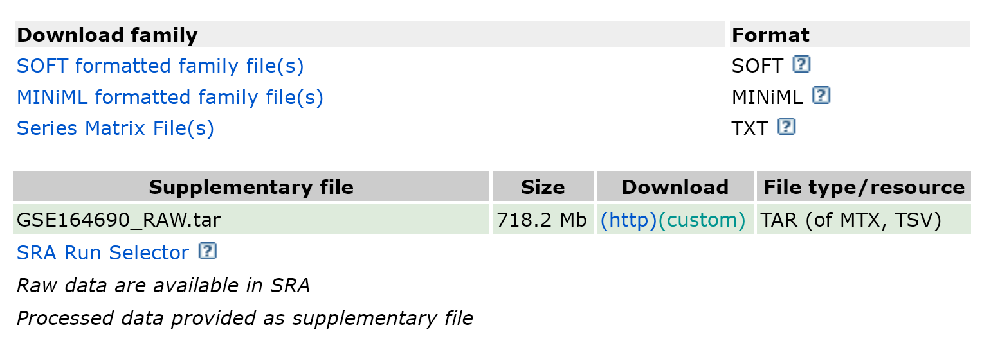 Download family Format
SOFT formatted family file(s) SOFT ?
MINiML formatted family file(s) MINiML ?
Series Matrix File(s) TXT ?
Supplementary file Size Download File type/resource
GSE164690_RAW.tar 718.2 Mb (http)(custom) TAR (of MTX, TSV)
SRA Run Selector ?
Raw data are available in SRA
Processed data provided as supplementary file